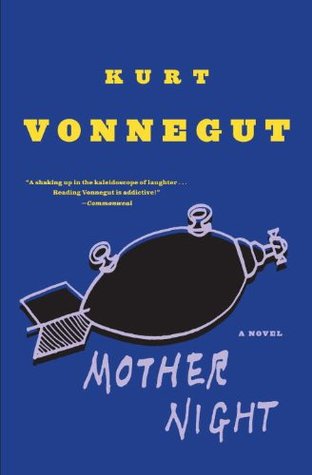 KURT
VONNEGUT
"A shaking up in the kaleidoscope of laughter . . .
Reading Vonnegut is addictive!"
—Commonweal
A NOVEL
MOTHER
NIGHT